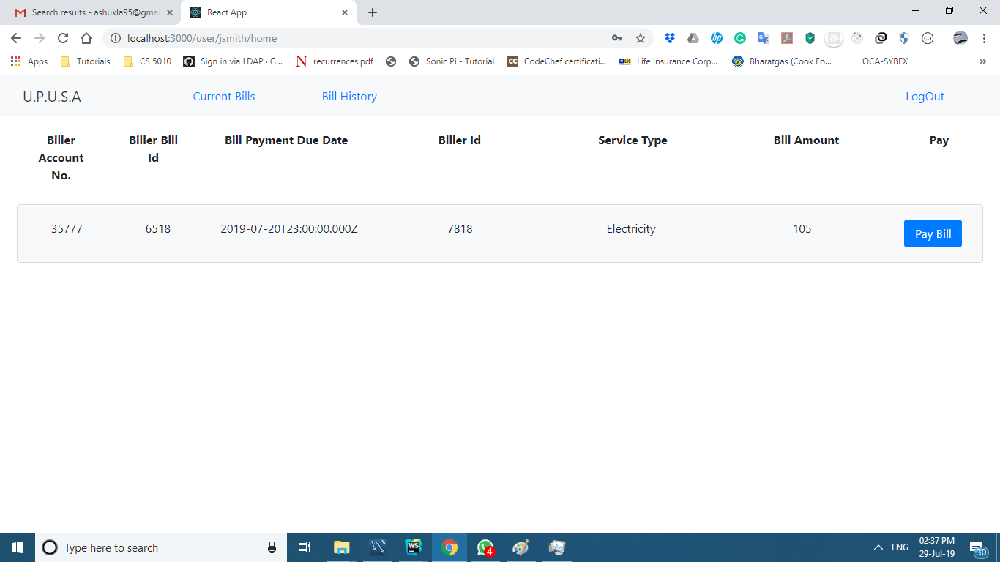 Search results - ashukla95@gma
React App
localhost:3000/user/jsmith/home
Apps
Tutorials
CS 5010
Sign in via LDAP · G...
recurrences.pdf
Sonic Pi - Tutorial
CC
CodeChef certificati...
LIC
Life Insurance Corp...
Bharatgas (Cook Fo...
OCA-SYBEX
»
U.P.U.S.A
Current Bills
Bill History
LogOut
Biller Account No.
Biller Bill Id
Bill Payment Due Date
Biller Id
Service Type
Bill Amount
Pay
35777
6518
2019-07-20T23:00:00.000Z
7818
Electricity
105
Pay Bill
Type here to search
WS
4
ENG
02:37 PM
29-Jul-19
30